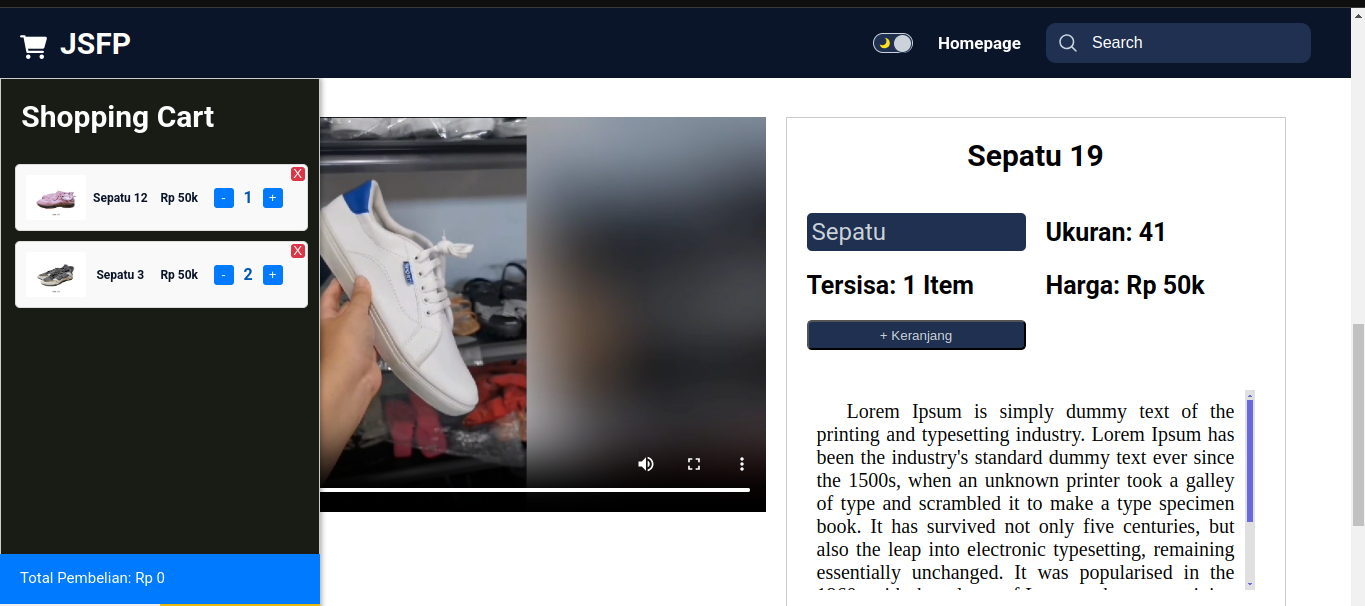 JSFP
Homepage
Search
Shopping Cart
X
Sepatu 12 Rp 50k - 1 +
X
Sepatu 3 Rp 50k - 2 +
Total Pembelian: Rp 0
Sepatu 19
Sepatu
Ukuran: 41
Tersisa: 1 Item
Harga: Rp 50k
+ Keranjang
Lorem Ipsum is simply dummy text of the
printing and typesetting industry. Lorem Ipsum has
been the industry's standard dummy text ever since
the 1500s, when an unknown printer took a galley
of type and scrambled it to make a type specimen
book. It has survived not only five centuries, but
also the leap into electronic typesetting, remaining
essentially unchanged. It was popularised in the